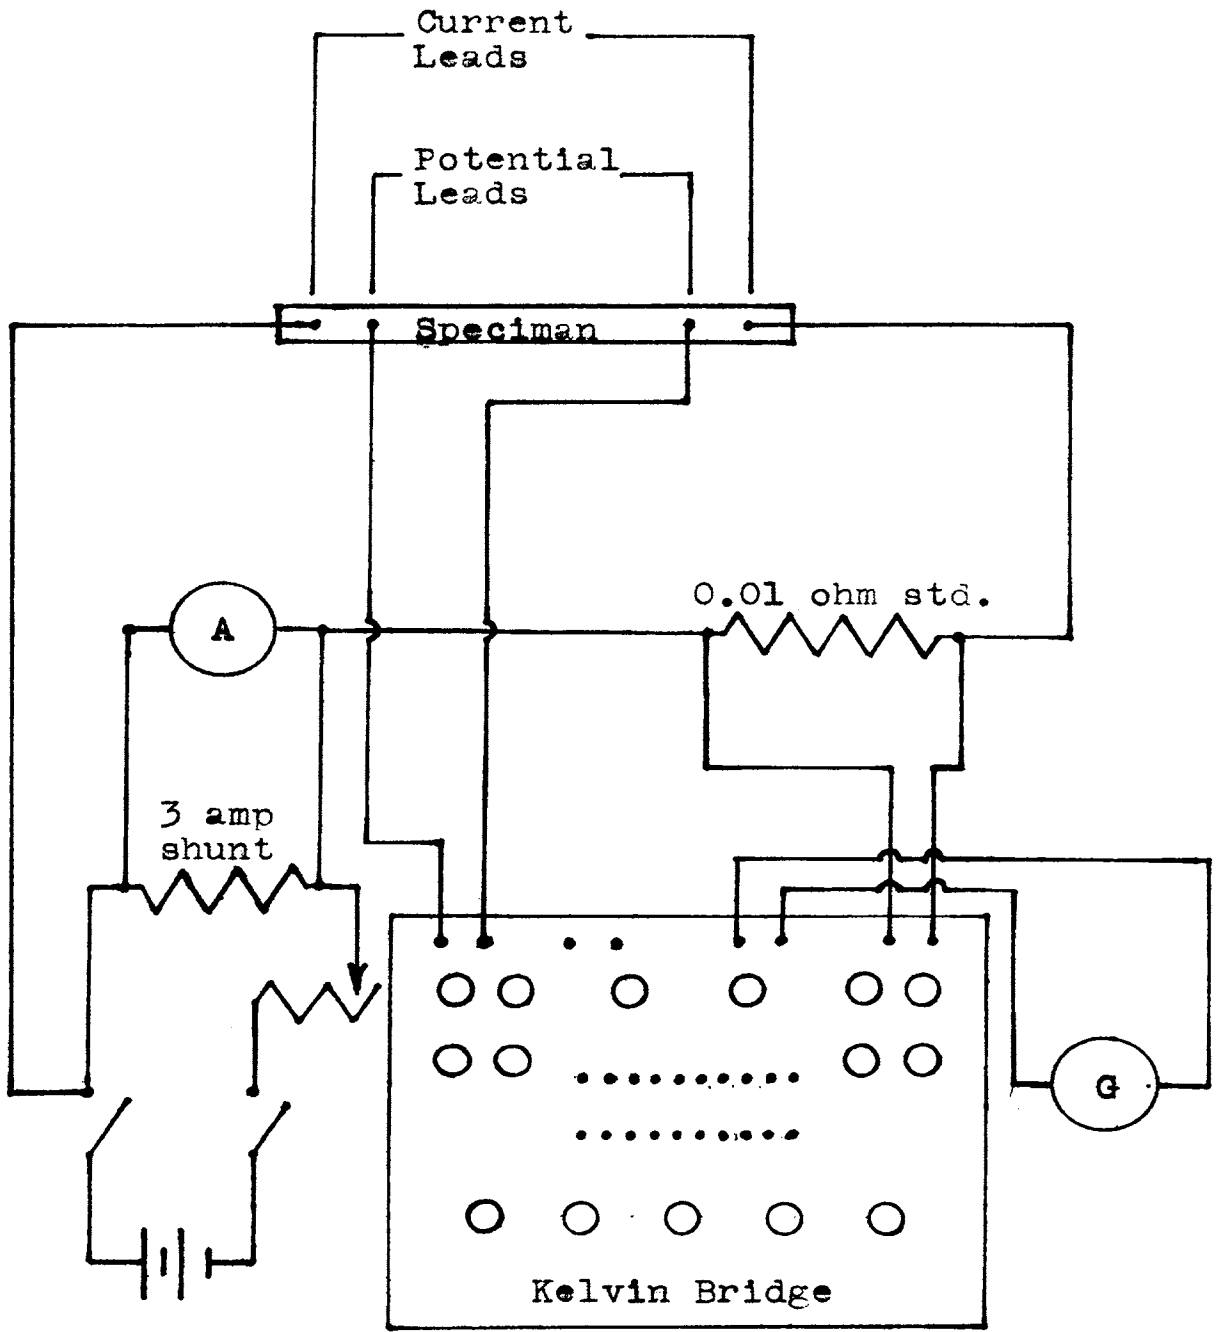 Current
Leads
Potential
Leads
Speciman
0.01 ohm std.
A
3 amp
shunt
G
Kelvin Bridge